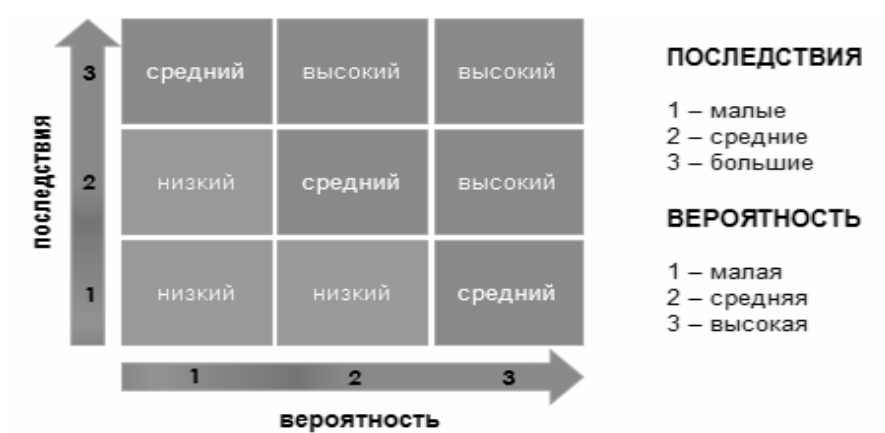 последствия
3
средний
высокий
высокий
2
низкий
средний
высокий
1
низкий
низкий
средний
1
2
3
вероятность
ПОСЛЕДСТВИЯ
1 – малые
2 – средние
3 – большие
ВЕРОЯТНОСТЬ
1 – малая
2 – средняя
3 – высокая